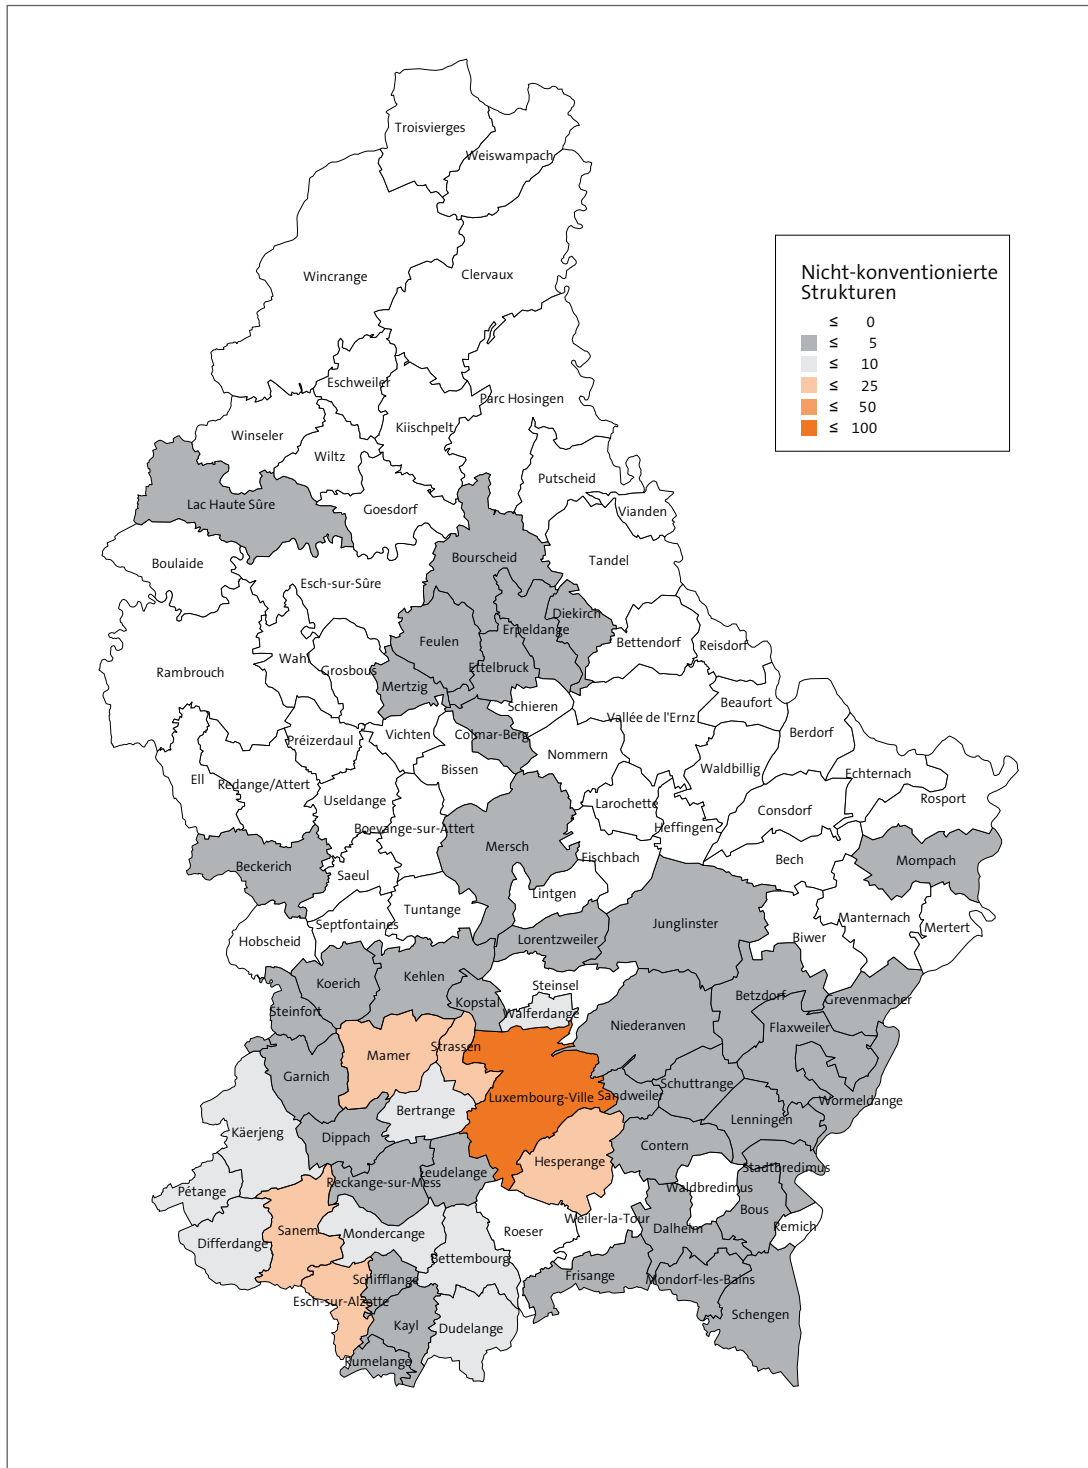 Troisvierges
Weiswampach
Wincrange
Clervaux
Nicht-konventionierte
Strukturen
≤ 0
≤ 5
≤ 10
≤ 25
≤ 50
≤ 100
Eschweiler
Parc Hosingen
Kiischpelt
Winseler
Wiltz
Putscheid
Lac Haute Sûre
Goesdorf
Vianden
Bourscheid
Tandel
Boulaide
Esch-sur-Sûre
Diekirch
Erpeldange
Feulen
Bettendorf
Reisdorf
Wahl
Grosbous
Ettelbruck
Rambrouch
Mertzig
Schieren
Beaufort
Vallée de l'Ernz
Berdorf
Vichten
Colmar-Berg
Préizerdaul
Nommern
Bissen
Waldbillig
Echternach
Ell
Redange/Attert
Useldange
Larochette
Rosport
Consdorf
Boevange-sur-Attert
Heffingen
Mersch
Fischbach
Bech
Mompach
Beckerich
Saeul
Lintgen
Tuntange
Manternach
Septfontaines
Junglinster
Mertert
Hobscheid
Lorentzweiler
Biwer
Kehlen
Koerich
Steinsel
Betzdorf
Kopstal
Grevenmacher
Steinfort
Walferdange
Niederanven
Flaxweiler
Strassen
Mamer
Garnich
Schuttrange
Luxembourg-Ville
Sandweiler
Wormeldange
Bertrange
Lenningen
Käerjeng
Dippach
Contern
Hesperange
Stadtbredimus
Leudelange
Reckange-sur-Mess
Waldbredimus
Pétange
Bous
Weiler-la-Tour
Remich
Dalheim
Sanem
Mondercange
Roeser
Differdange
Bettembourg
Frisange
Schifflange
Mondorf-les-Bains
Esch-sur-Alzette
Schengen
Kayl
Dudelange
Rumelange